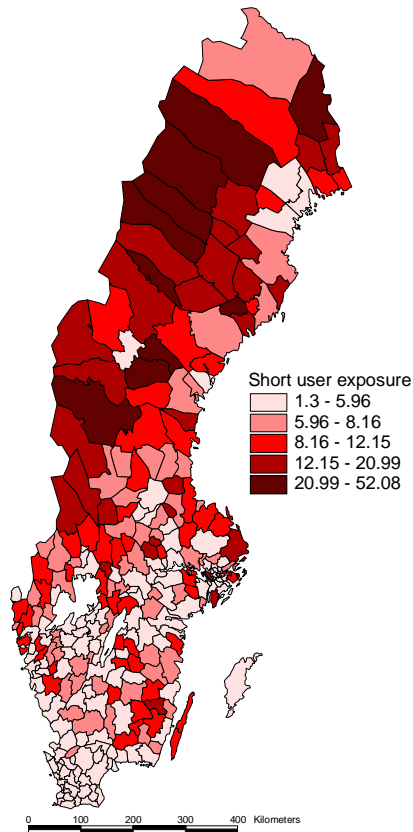 Short user exposure
1.3 - 5.96
5.96 - 8.16
8.16 - 12.15
12.15 - 20.99
20.99 - 52.08
0 100 200 300 400 Kilometers